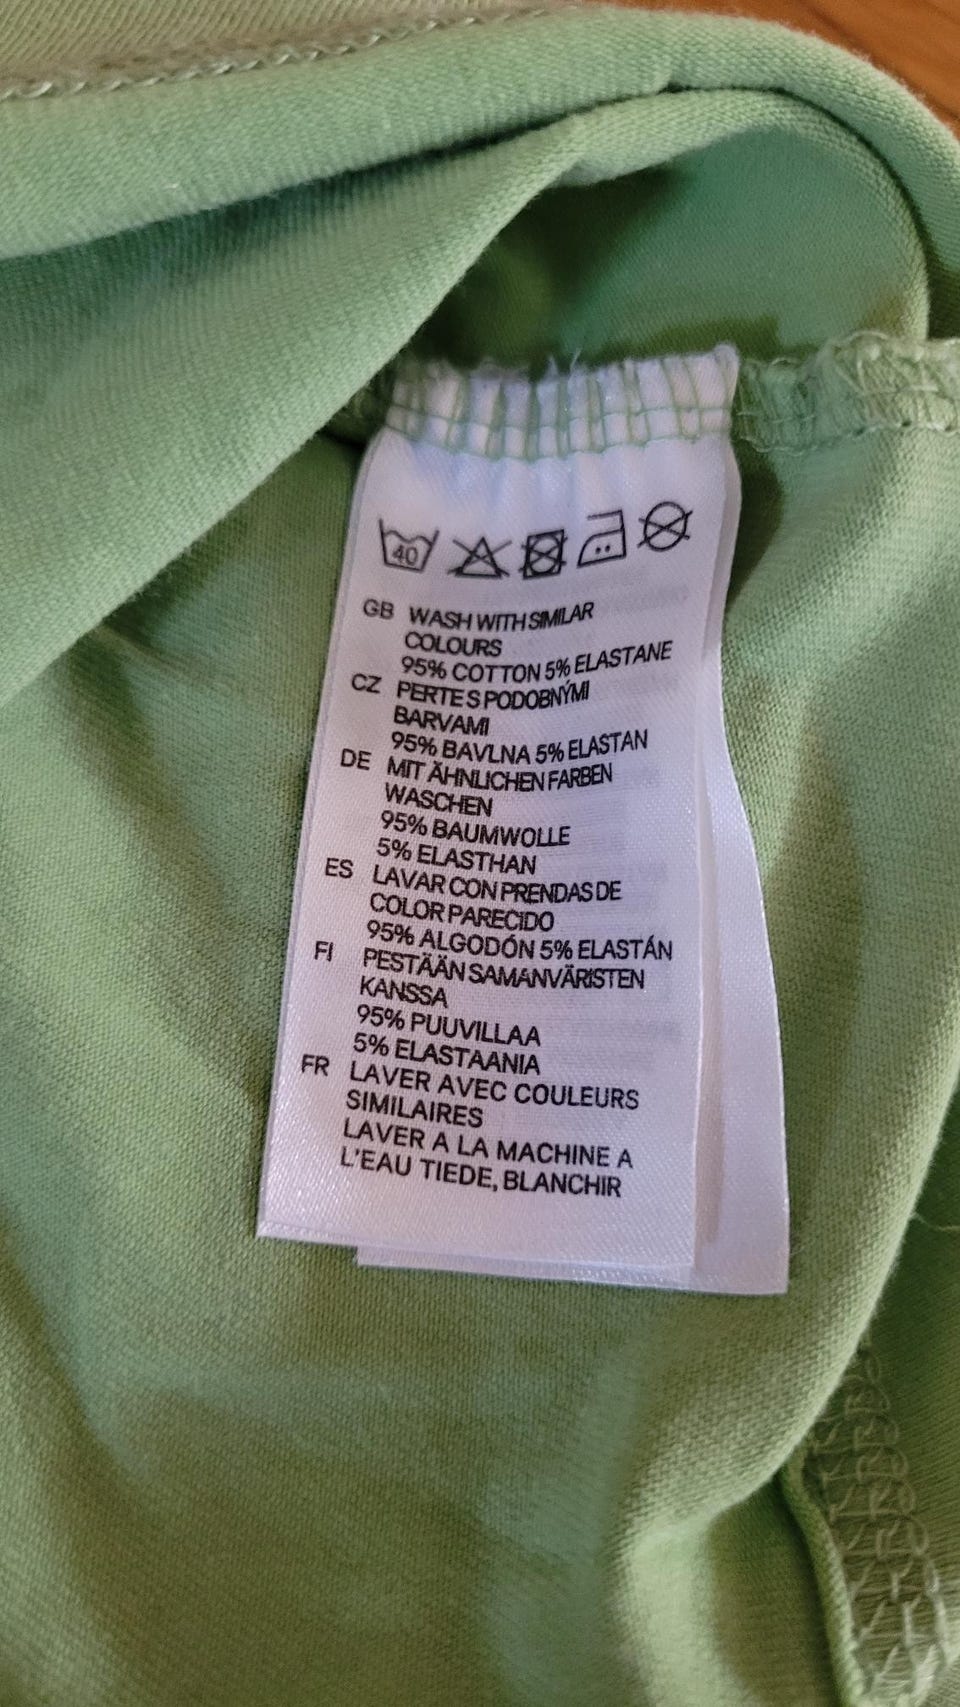 40
GB WASH WITH SIMILAR
COLOURS
95% COTTON 5% ELASTANE
CZ PERTE S PODOBNÝMI
BARVAMI
95% BAVLNA 5% ELASTAN
DE MIT ÄHNLICHEN FARBEN
WASCHEN
95% BAUMWOLLE
5% ELASTHAN
ES LAVAR CON PRENDAS DE
COLOR PARECIDO
95% ALGODÓN 5% ELASTÁN
FI PESTÄÄN SAMANVÄRISTEN
KANSSA
95% PUUVILLAA
5% ELASTAANIA
FR LAVER AVEC COULEURS
SIMILAIRES
LAVER A LA MACHINE A
L'EAU TIEDE, BLANCHIR